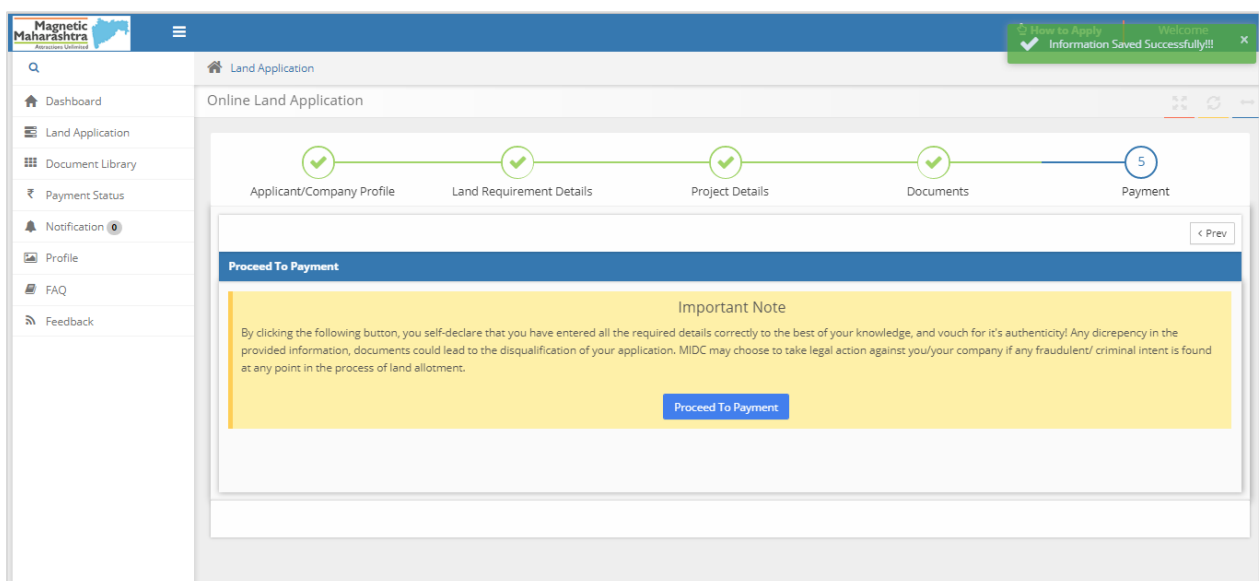 Magnetic
Maharashtra
Attractions Unlimited
How to Apply
Welcome
Information Saved Successfully!!!
×
Land Application
Dashboard
Land Application
Document Library
₹ Payment Status
Notification 0
Profile
FAQ
Feedback
Online Land Application
5
Applicant/Company Profile
Land Requirement Details
Project Details
Documents
Payment
< Prev
Proceed To Payment
Important Note
By clicking the following button, you self-declare that you have entered all the required details correctly to the best of your knowledge, and vouch for it's authenticity! Any dicrepency in the
provided information, documents could lead to the disqualification of your application. MIDC may choose to take legal action against you/your company if any fraudulent/ criminal intent is found
at any point in the process of land allotment.
Proceed To Payment